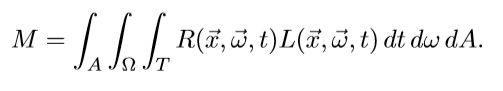 M = ∫_A ∫_Ω ∫_T R(x⃗, ω⃗, t)L(x⃗, ω⃗, t) dt dω dA.